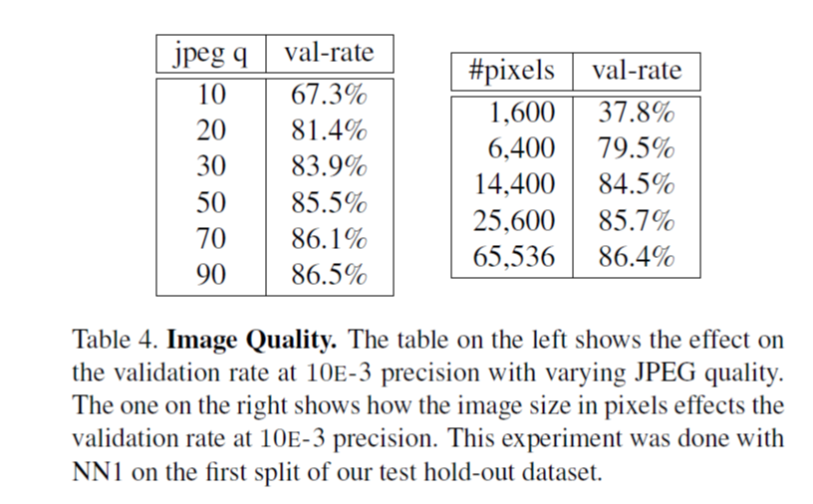 jpeg q val-rate
10 67.3%
20 81.4%
30 83.9%
50 85.5%
70 86.1%
90 86.5%
#pixels val-rate
1,600 37.8%
6,400 79.5%
14,400 84.5%
25,600 85.7%
65,536 86.4%
Table 4. Image Quality. The table on the left shows the effect on
the validation rate at 10E-3 precision with varying JPEG quality.
The one on the right shows how the image size in pixels effects the
validation rate at 10E-3 precision. This experiment was done with
NN1 on the first split of our test hold-out dataset.